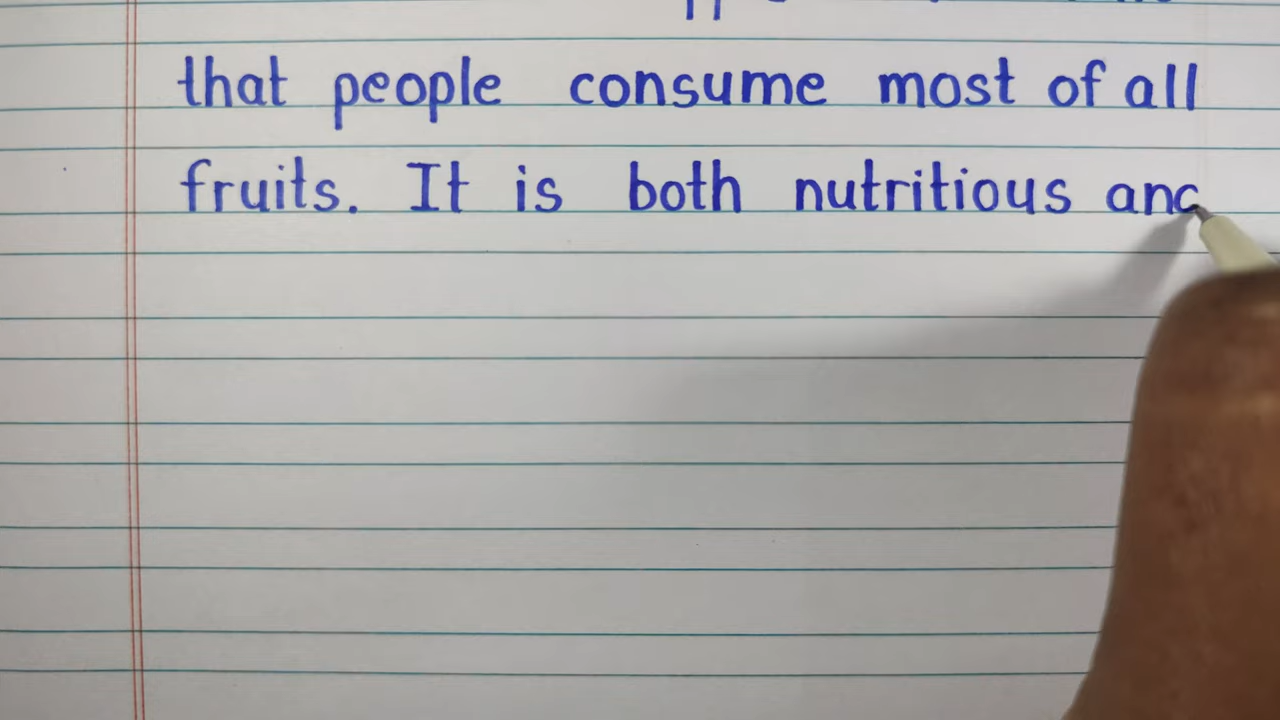 that people consume most of all
fruits. It is both nutritious anc